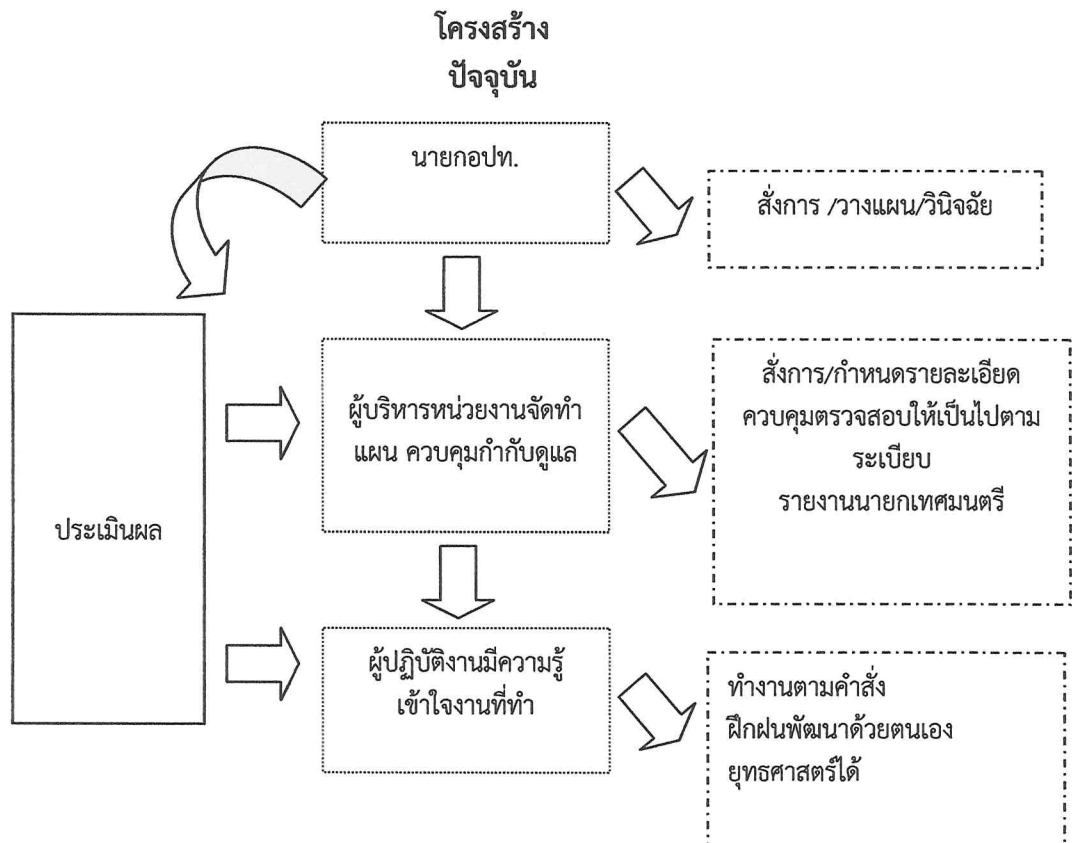 โครงสร้าง
ปัจจุบัน
นายกอปท.
สั่งการ /วางแผน/วินิจฉัย
ผู้บริหารหน่วยงานจัดทำ
แผน ควบคุมกำกับดูแล
สั่งการ/กำหนดรายละเอียด
ควบคุมตรวจสอบให้เป็นไปตาม
ระเบียบ
รายงานนายกเทศมนตรี
ประเมินผล
ผู้ปฏิบัติงานมีความรู้
เข้าใจงานที่ทำ
ทำงานตามคำสั่ง
ฝึกฝนพัฒนาด้วยตนเอง
ยุทธศาสตร์ได้